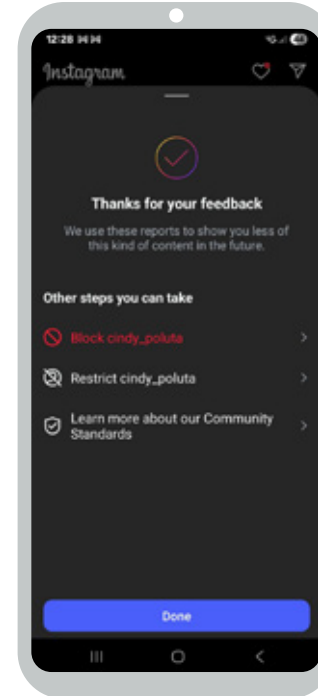 12:28
Instagram
Thanks for your feedback
We use these reports to show you less of
this kind of content in the future.
Other steps you can take
Block cindy_poluta
Restrict cindy_poluta
Learn more about our Community
Standards
Done